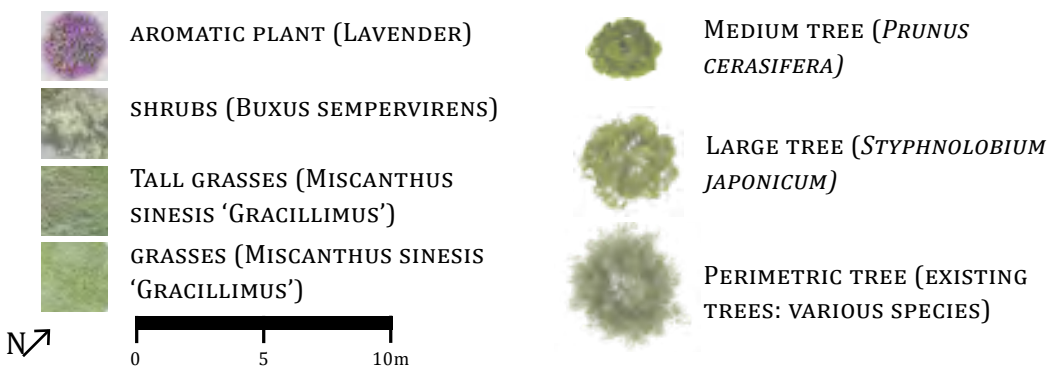 AROMATIC PLANT (LAVENDER)
SHRUBS (BUXUS SEMPERVIRENS)
TALL GRASSES (MISCANTHUS
SINESIS ‘GRACILLIMUS’)
GRASSES (MISCANTHUS SINESIS
‘GRACILLIMUS’)
N
0 5 10m
MEDIUM TREE (PRUNUS
CERASIFERA)
LARGE TREE (STYPHNOLOBIUM
JAPONICUM)
PERIMETRIC TREE (EXISTING
TREES: VARIOUS SPECIES)